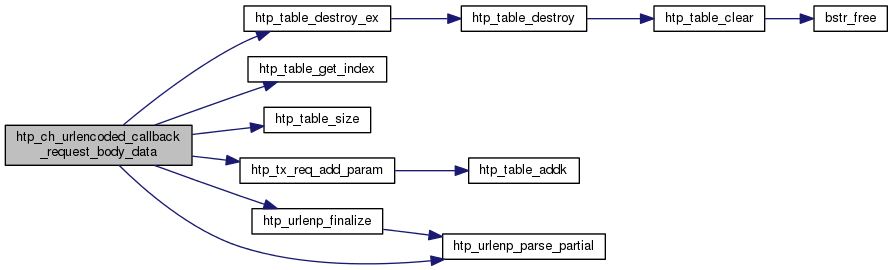 htp_table_destroy_ex
htp_table_destroy
htp_table_clear
bstr_free
htp_table_get_index
htp_table_size
htp_ch_urlencoded_callback
_request_body_data
htp_tx_req_add_param
htp_table_addk
htp_urlenp_finalize
htp_urlenp_parse_partial